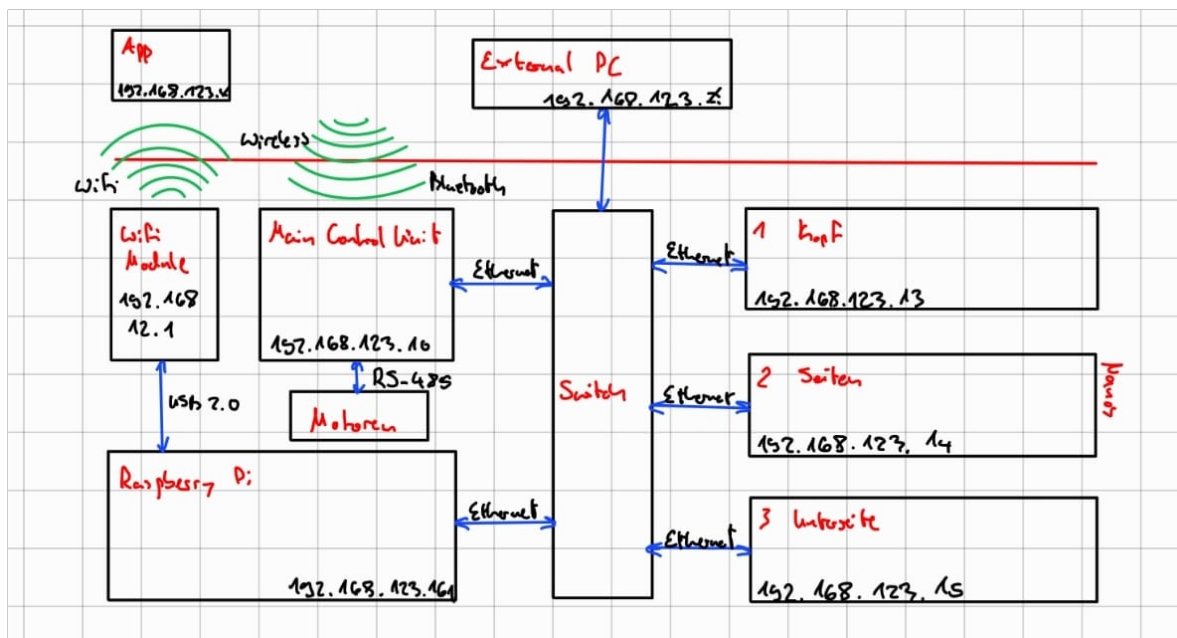 App
192.168.123.x
External PC
192.168.123.z
Wireless
Wifi
Bluetooth
Wifi
Module
192.168
12.1
Main Control Unit
192.168.123.10
Ethernet
RS-485
Motoren
USB 2.0
Raspberry Pi
192.168.123.161
Ethernet
Switch
Ethernet
1 Kopf
192.168.123.13
Ethernet
2 Seiten
192.168.123.14
Nanos
Ethernet
3 Unterseite
192.168.123.15